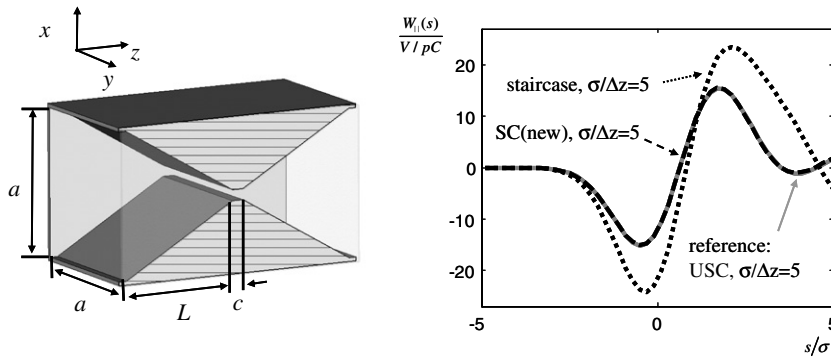 x
z
y
a
a
L
c
W||(s)
V / pC
20
10
0
-10
-20
staircase, σ/Δz=5
SC(new), σ/Δz=5
reference:
USC, σ/Δz=5
-5
0
5
s/σ